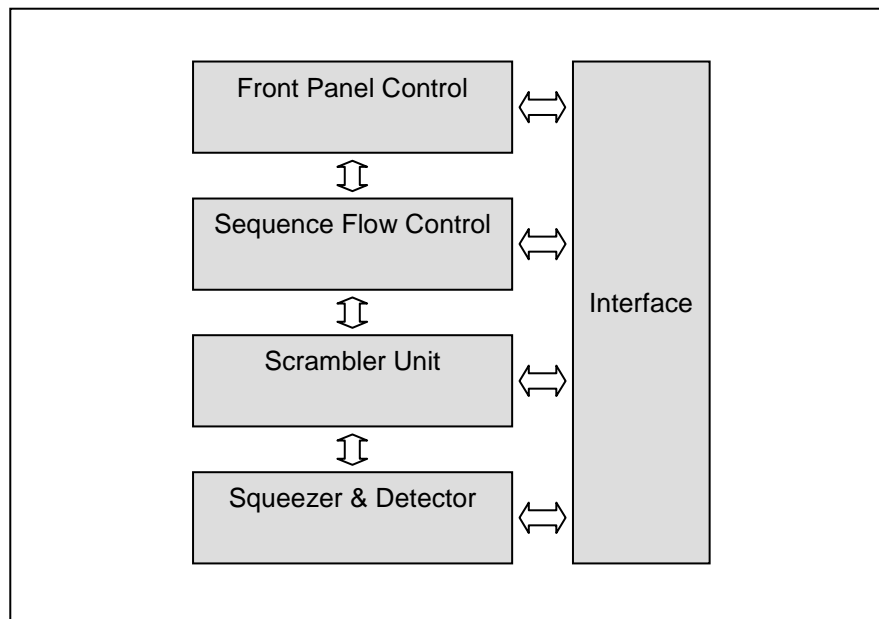 Front Panel Control
Sequence Flow Control
Interface
Scrambler Unit
Squeezer & Detector